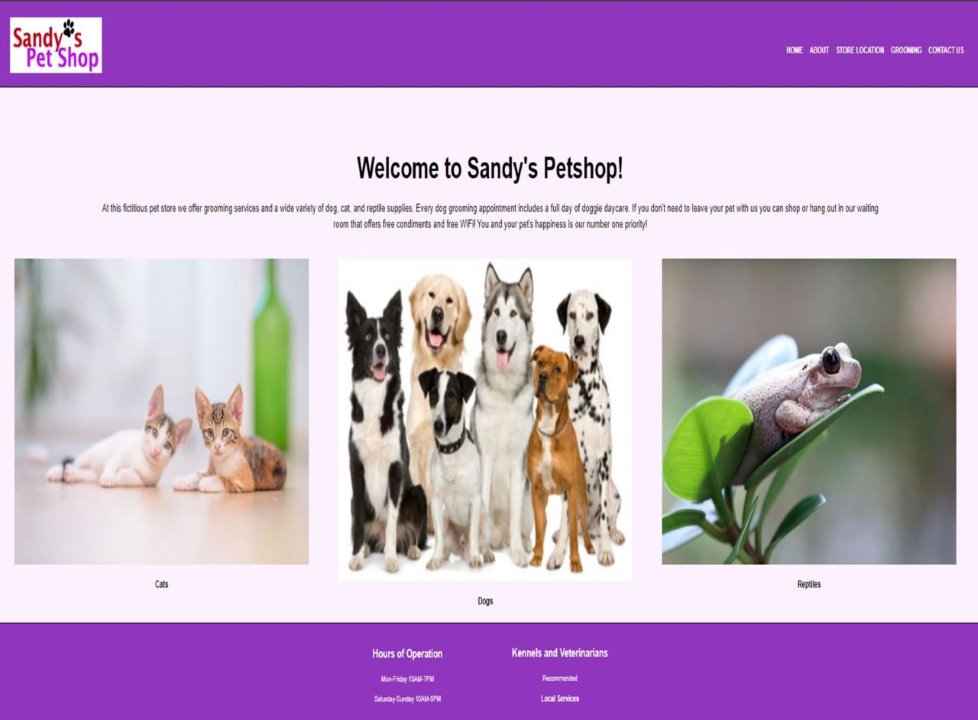 Sandy's
Pet Shop
HOME ABOUT STORE LOCATION GROOMING CONTACT US
Welcome to Sandy's Petshop!
At this fictitious pet store we offer grooming services and a wide variety of dog, cat, and reptile supplies. Every dog grooming appointment includes a full day of doggie daycare. If you don't need to leave your pet with us you can shop or hang out in our waiting
room that offers free condiments and free WiFi! You and your pet's happiness is our number one priority!
Cats
Dogs
Reptiles
Hours of Operation
Kennels and Veterinarians
Mon-Friday 10AM-7PM
Recommended
Saturday-Sunday 10AM-5PM
Local Services